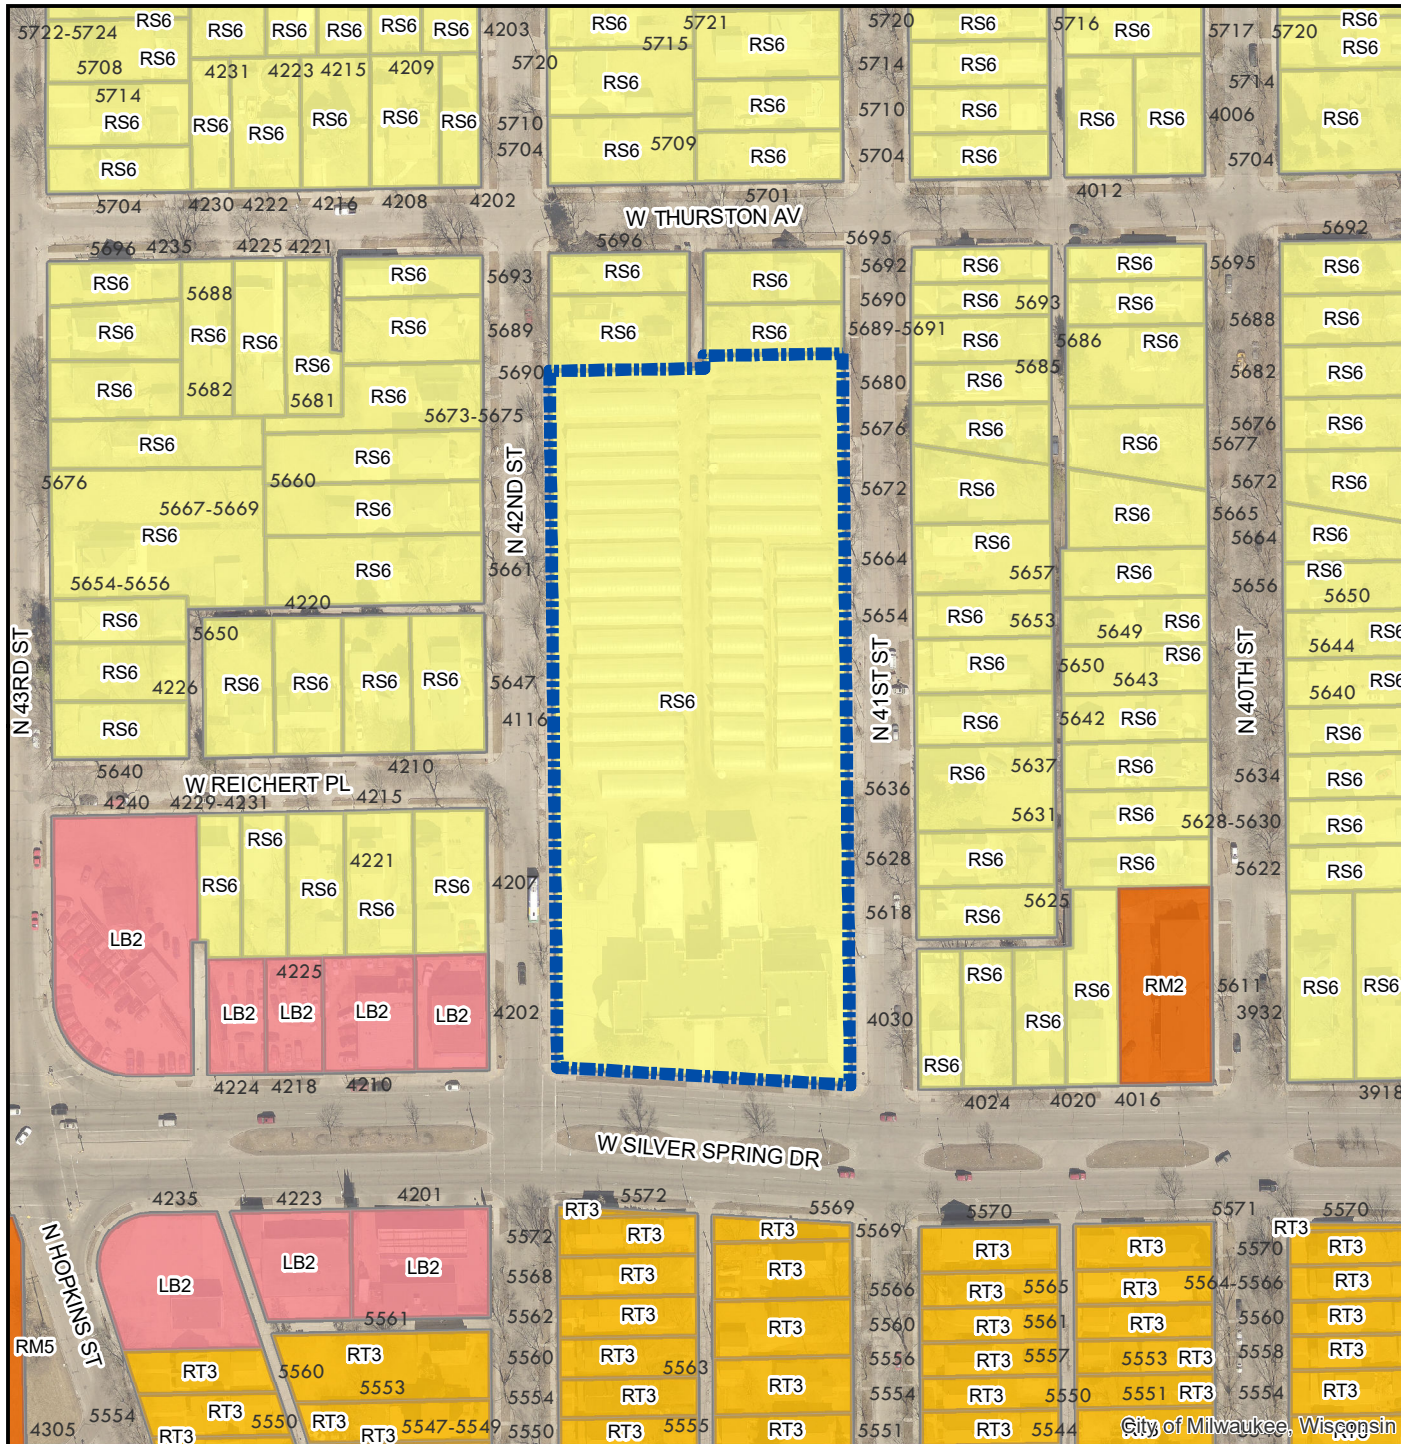 5722-5724 RS6 RS6 RS6 RS6 RS6 RS6 4203 RS6 5721 5720 RS6 5716 RS6 5717 5720 RS6
5708 RS6 4231 4223 4215 4209 5720 5715 RS6 5714 RS6 RS6
5714 RS6 5714
RS6 RS6 RS6 RS6 RS6 RS6 5710 RS6 5710 RS6 RS6 RS6 4006 RS6
RS6 5704 RS6 5709 RS6 5704 RS6 5704
5704 4230 4222 4216 4208 4202 5701 4012
W THURSTON AV
5696 4235 4225 4221 5696 5695 5692
RS6 5688 RS6 5693 RS6 RS6 5692 RS6 RS6 5695 RS6
RS6 RS6 RS6 RS6 5689 RS6 RS6 5690 RS6 5693 RS6 5688 RS6
5689-5691 RS6 5686 RS6
RS6 5682 RS6 5681 RS6 5690 5680 RS6 5685 5682 RS6
5673-5675 5676 RS6 RS6 5677 5676 RS6
RS6 RS6
5676 5667-5669 5660 N 42ND ST 5672 RS6 5672 RS6
RS6 RS6 RS6 5665 5664 RS6
RS6 5661 5664 RS6 5657 RS6 5656 RS6
5654-5656 4220 5650
RS6 5650 5654 RS6 5653 5649 RS6 5644 RS6
N 43RD ST RS6 4226 RS6 RS6 RS6 RS6 5647 RS6 N 41ST ST RS6 5650 5643 RS6 N 40TH ST 5640 RS6
RS6 4116 RS6 5642 RS6 RS6
5640 4210 RS6 5637 RS6 5634 RS6
W REICHERT PL
4240 4229-4231 4215 5636 5631 RS6 5628-5630 RS6
RS6 4221
RS6 RS6 RS6 RS6 4207 5628 RS6 RS6 5622 RS6
LB2 5618 RS6 5625
4225 RS6 RS6 RM2 5611 RS6 RS6
LB2 LB2 LB2 LB2 4202 4030 RS6 3932
RS6
4224 4218 4210 4024 4020 4016 3918
W SILVER SPRING DR
4235 4223 4201 5572 5569 5570 5571 5570
N HOPKINS ST RT3 RT3
LB2 LB2 LB2 5572 RT3 RT3 5569 RT3 RT3 5570 RT3
5568 RT3 RT3 5566 RT3 5565 RT3 5564-5566 RT3
5561 5562 RT3 RT3 5560 RT3 5561 RT3 5560 RT3
RM5 RT3 5560 RT3 5560 RT3 5563 5556 RT3 5557 5553 RT3 5558 RT3
5553 5554 RT3 RT3 5554 RT3 5550 5551 RT3 5554 RT3
4305 5554 RT3 RT3 5550 RT3 RT3 5547-5549 5550 RT3 5555 RT3 5551 RT3 5544
City of Milwaukee, Wisconsin